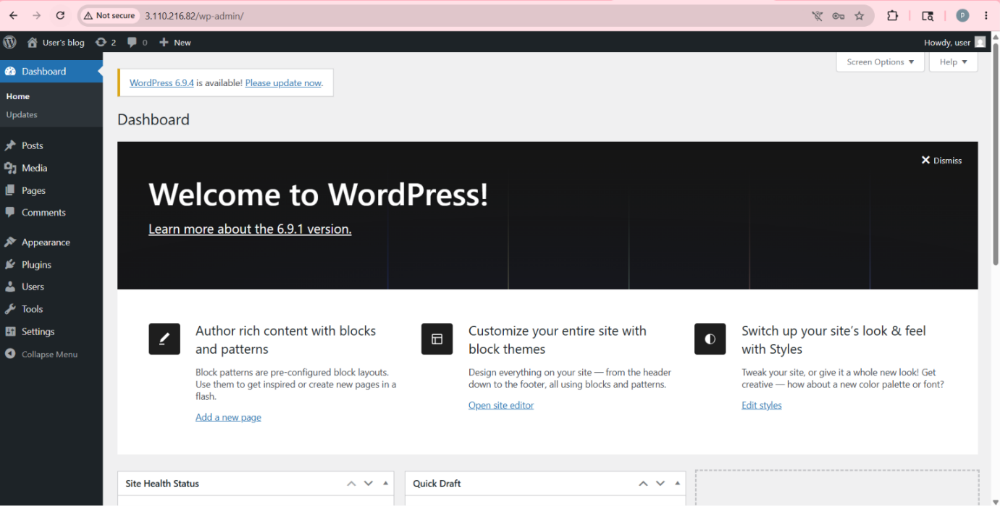 Not secure 3.110.216.82/wp-admin/ P
User's blog 2 0 New Howdy, user
Dashboard
Home
Updates
Posts
Media
Pages
Comments
Appearance
Plugins
Users
Tools
Settings
Collapse Menu
Screen Options ▼ Help ▼
WordPress 6.9.4 is available! Please update now.
Dashboard
Dismiss
Welcome to WordPress!
Learn more about the 6.9.1 version.
Author rich content with blocks
and patterns
Block patterns are pre-configured block layouts.
Use them to get inspired or create new pages in a
flash.
Add a new page
Customize your entire site with
block themes
Design everything on your site — from the header
down to the footer, all using blocks and patterns.
Open site editor
Switch up your site's look & feel
with Styles
Tweak your site, or give it a whole new look! Get
creative — how about a new color palette or font?
Edit styles
Site Health Status
Quick Draft